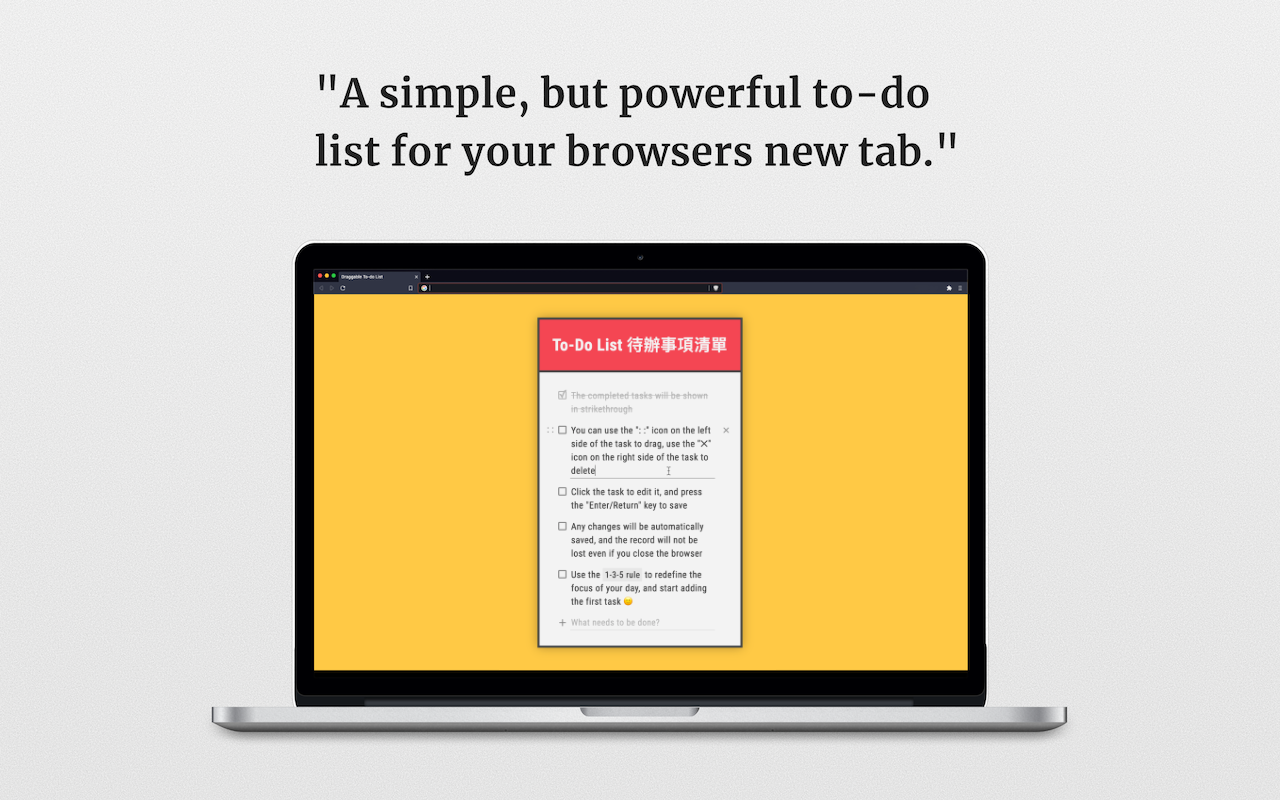 "A simple, but powerful to-do
list for your browsers new tab."
Draggable To-do List
To-Do List 待辦事項清單
The completed tasks will be shown
in strikethrough
You can use the ": :" icon on the left
side of the task to drag, use the "✕"
icon on the right side of the task to
delete
Click the task to edit it, and press
the "Enter/Return" key to save
Any changes will be automatically
saved, and the record will not be
lost even if you close the browser
Use the 1-3-5 rule to redefine the
focus of your day, and start adding
the first task 😊
What needs to be done?